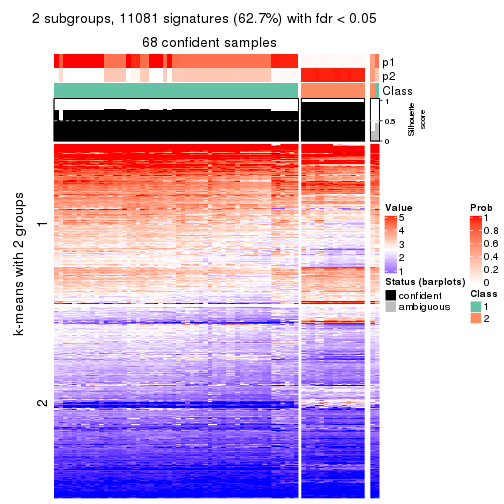 2 subgroups, 11081 signatures (62.7%) with fdr < 0.05
68 confident samples
p1
p2
Class
1
0.5
0
Silhouette
score
k-means with 2 groups
1
2
Value
5
4
3
2
1
Status (barplots)
confident
ambiguous
Prob
1
0.8
0.6
0.4
0.2
0
Class
1
2